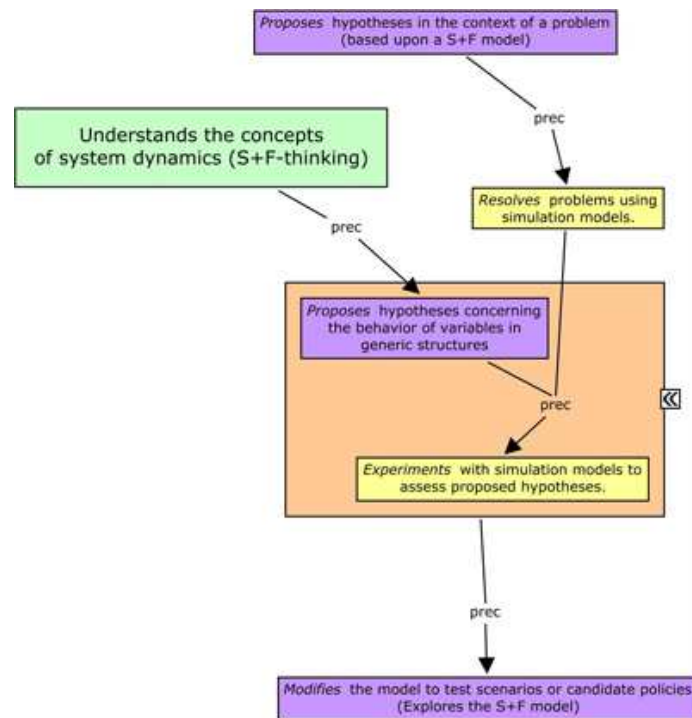 Proposes hypotheses in the context of a problem
(based upon a S+F model)
prec
Understands the concepts
of system dynamics (S+F-thinking)
Resolves problems using
simulation models.
prec
Proposes hypotheses concerning
the behavior of variables in
generic structures
prec
Experiments with simulation models to
assess proposed hypotheses.
prec
Modifies the model to test scenarios or candidate policies
(Explores the S+F model)